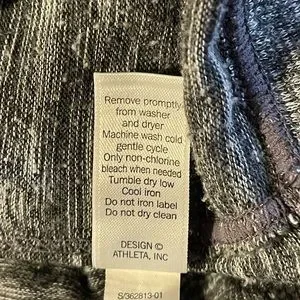 Remove promptly
from washer
and dryer
Machine wash cold
gentle cycle
Only non-chlorine
bleach when needed
Tumble dry low
Cool iron
Do not iron label
Do not dry clean
DESIGN ©
ATHLETA, INC
S/362813-01